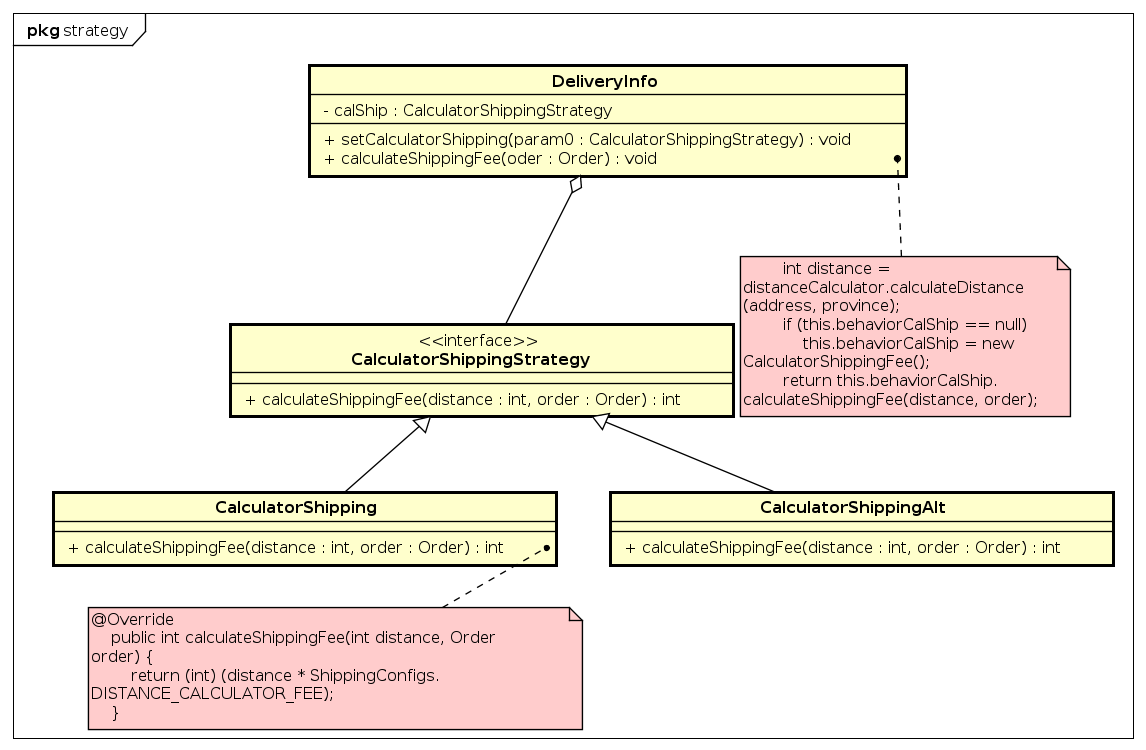 pkg strategy
DeliveryInfo
- calShip : CalculatorShippingStrategy
+ setCalculatorShipping(param0 : CalculatorShippingStrategy) : void
+ calculateShippingFee(oder : Order) : void
int distance =
distanceCalculator.calculateDistance
(address, province);
if (this.behaviorCalShip == null)
this.behaviorCalShip = new
CalculatorShippingFee();
return this.behaviorCalShip.
calculateShippingFee(distance, order);
<<interface>>
CalculatorShippingStrategy
+ calculateShippingFee(distance : int, order : Order) : int
CalculatorShipping
+ calculateShippingFee(distance : int, order : Order) : int
CalculatorShippingAlt
+ calculateShippingFee(distance : int, order : Order) : int
@Override
public int calculateShippingFee(int distance, Order
order) {
return (int) (distance * ShippingConfigs.
DISTANCE_CALCULATOR_FEE);
}